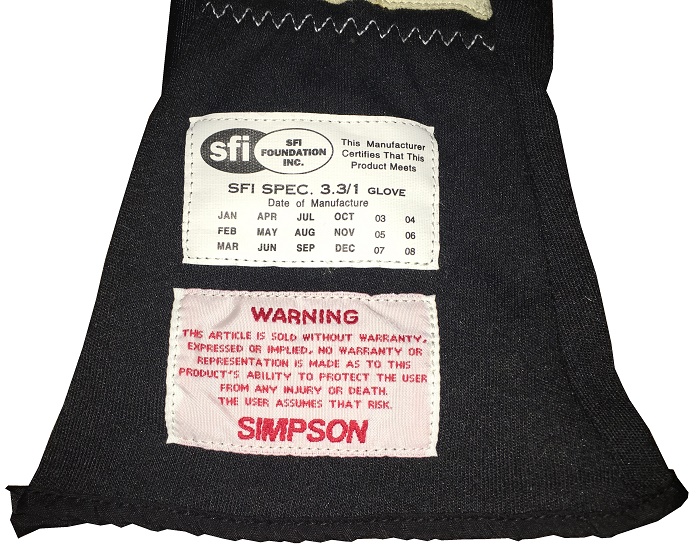 sfi
SFI
FOUNDATION
INC.
This Manufacturer
Certifies That This
Product Meets
SFI SPEC. 3.3/1 GLOVE
Date of Manufacture
JAN APR JUL OCT 03 04
FEB MAY AUG NOV 05 06
MAR JUN SEP DEC 07 08
WARNING
THIS ARTICLE IS SOLD WITHOUT WARRANTY,
EXPRESSED OR IMPLIED. NO WARRANTY OR
REPRESENTATION IS MADE AS TO THIS
PRODUCT'S ABILITY TO PROTECT THE USER
FROM ANY INJURY OR DEATH.
THE USER ASSUMES THAT RISK.
SIMPSON